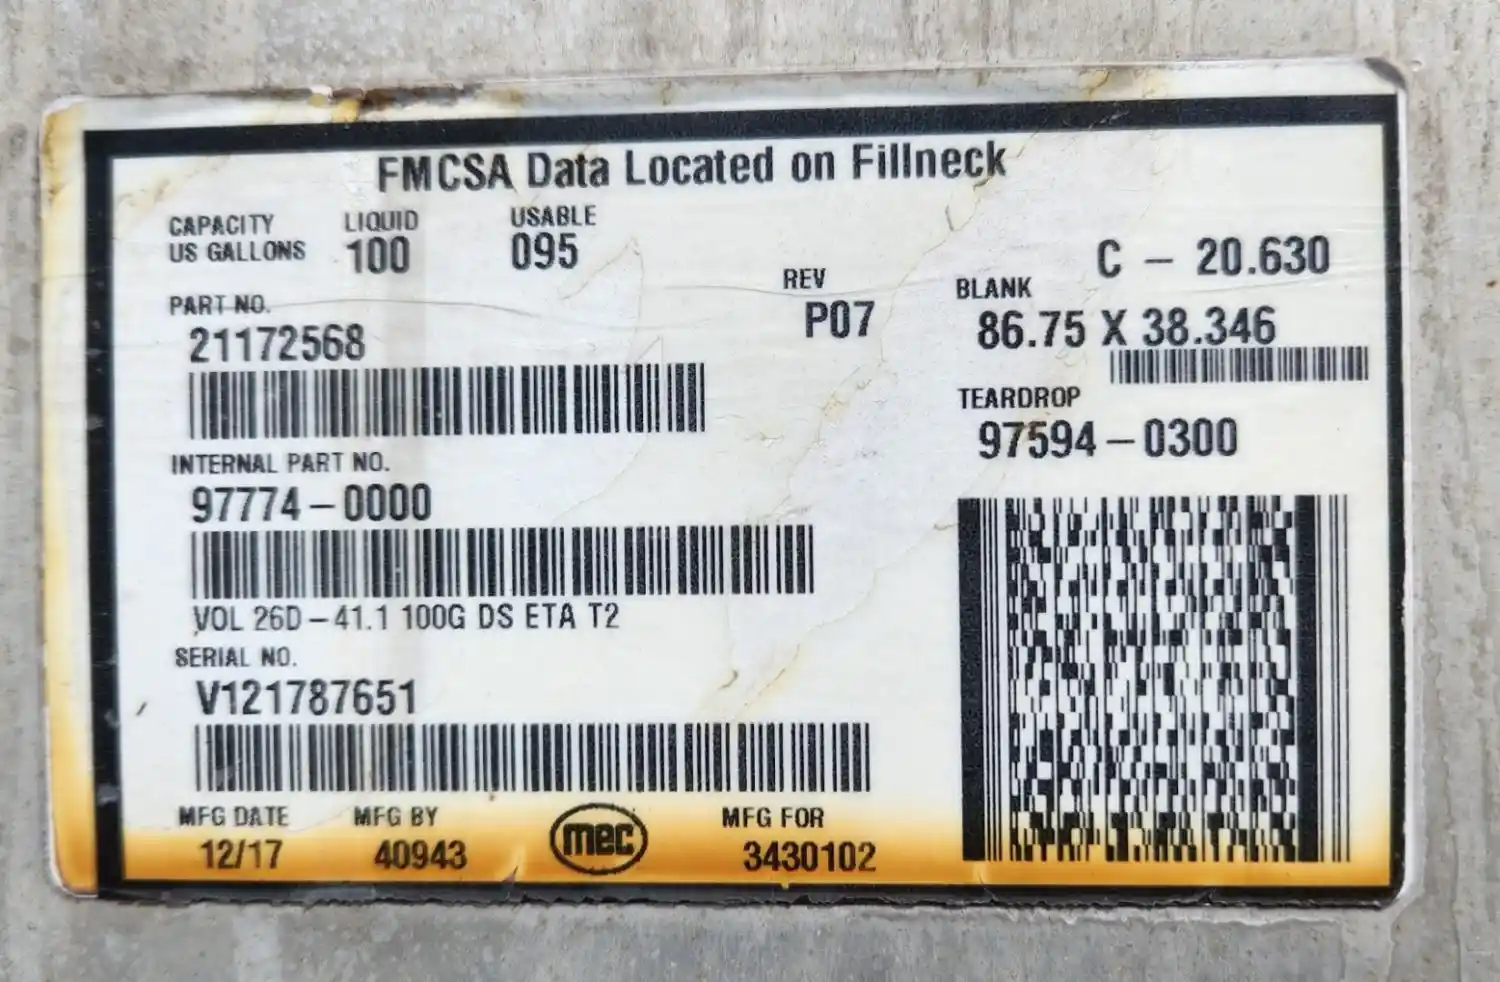 FMCSA Data Located on Fillneck
CAPACITY
US GALLONS
LIQUID
100
USABLE
095
C - 20.630
REV
P07
BLANK
86.75 X 38.346
PART NO.
21172568
TEARDROP
97594-0300
INTERNAL PART NO.
97774-0000
VOL 26D-41.1 100G DS ETA T2
SERIAL NO.
V121787651
MFG DATE
12/17
MFG BY
40943
mec
MFG FOR
3430102